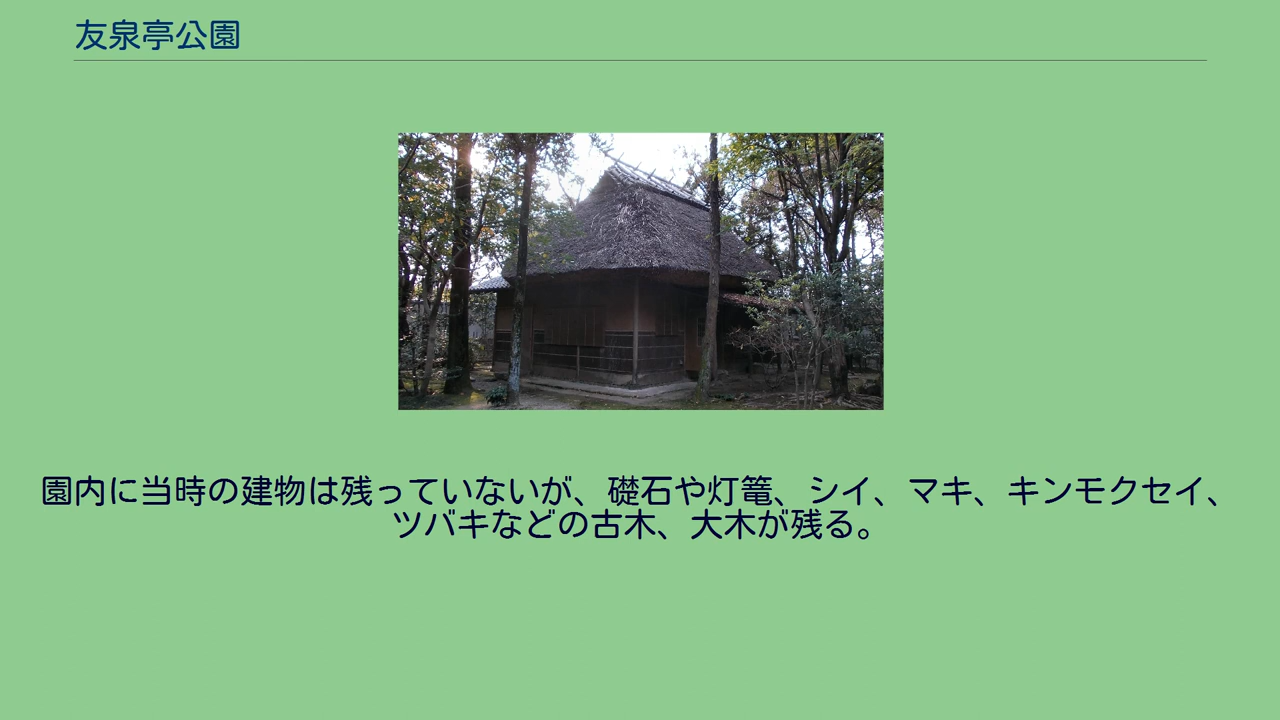 友泉亭公園
園内に当時の建物は残っていないが、礎石や灯篭、シイ、マキ、キンモクセイ、
ツバキなどの古木、大木が残る。